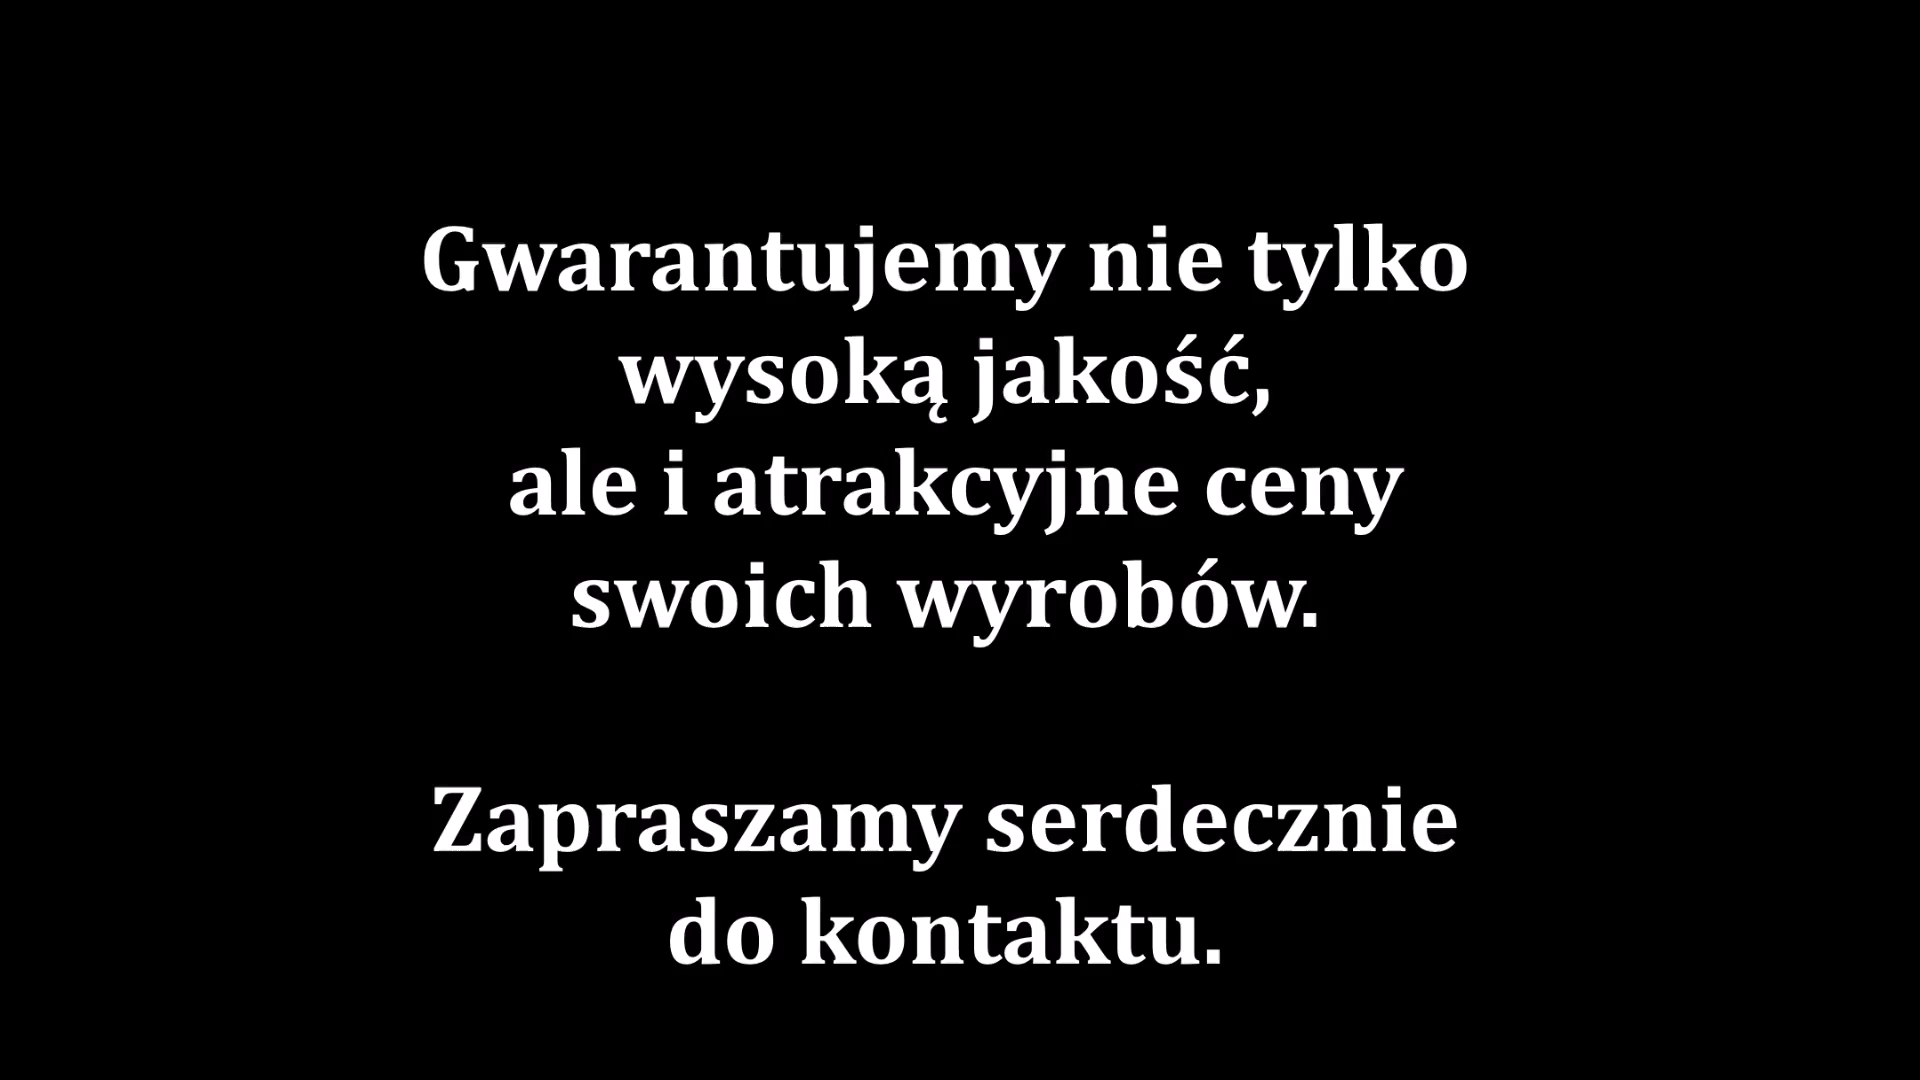 Gwarantujemy nie tylko
wysoką jakość,
ale i atrakcyjne ceny
swoich wyrobów.
Zapraszamy serdecznie
do kontaktu.